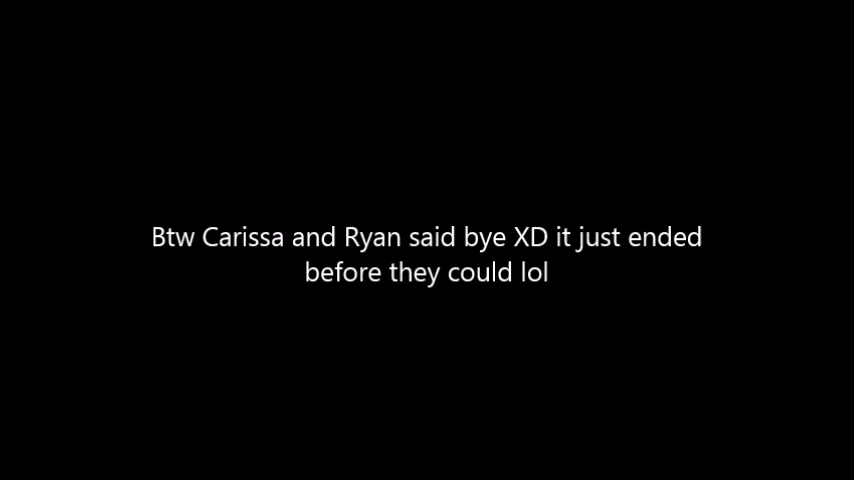 Btw Carissa and Ryan said bye XD it just ended
before they could lol